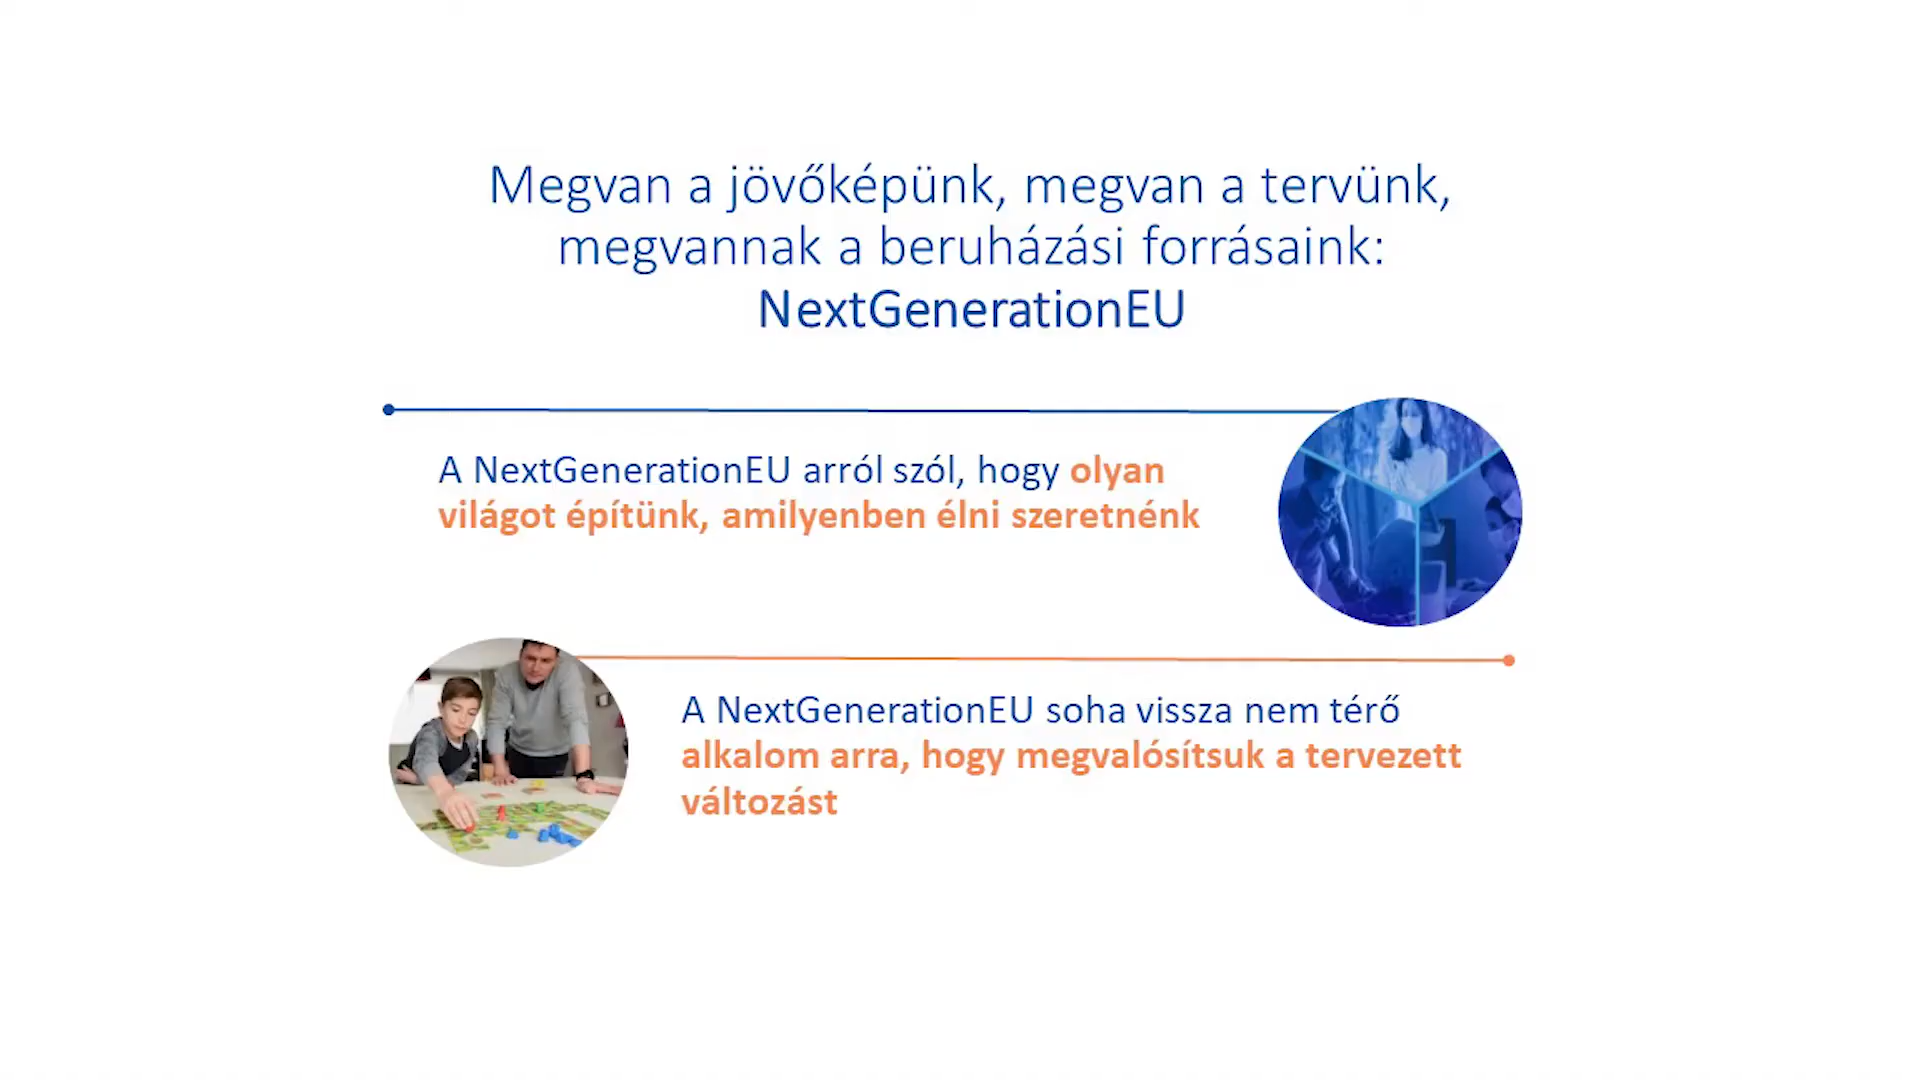 Megvan a jövőképünk, megvan a tervünk,
megvannak a beruházási forrásaink:
NextGenerationEU
A NextGenerationEU arról szól, hogy olyan
világot építünk, amilyenben élni szeretnénk
A NextGenerationEU soha vissza nem térő
alkalom arra, hogy megvalósítsuk a tervezett
változást